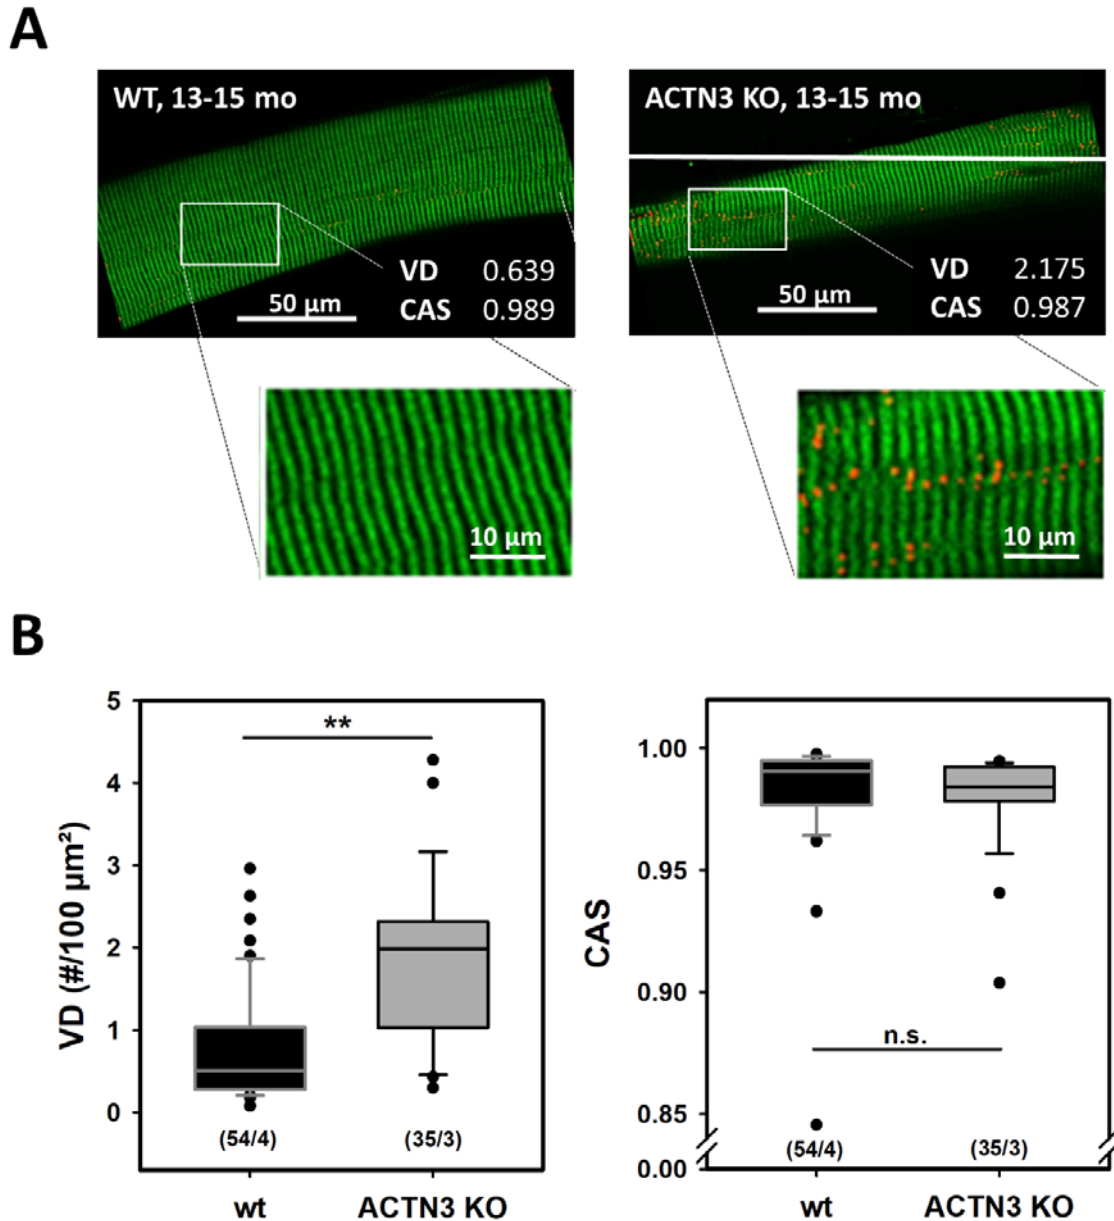 A
WT, 13-15 mo
VD 0.639
CAS 0.989
50 µm
10 µm
ACTN3 KO, 13-15 mo
VD 2.175
CAS 0.987
50 µm
10 µm
B
VD (#/100 µm²)
5
4
3
2
1
0
**
(54/4)
(35/3)
wt
ACTN3 KO
CAS
1.00
0.95
0.90
0.85
0.00
n.s.
(54/4)
(35/3)
wt
ACTN3 KO